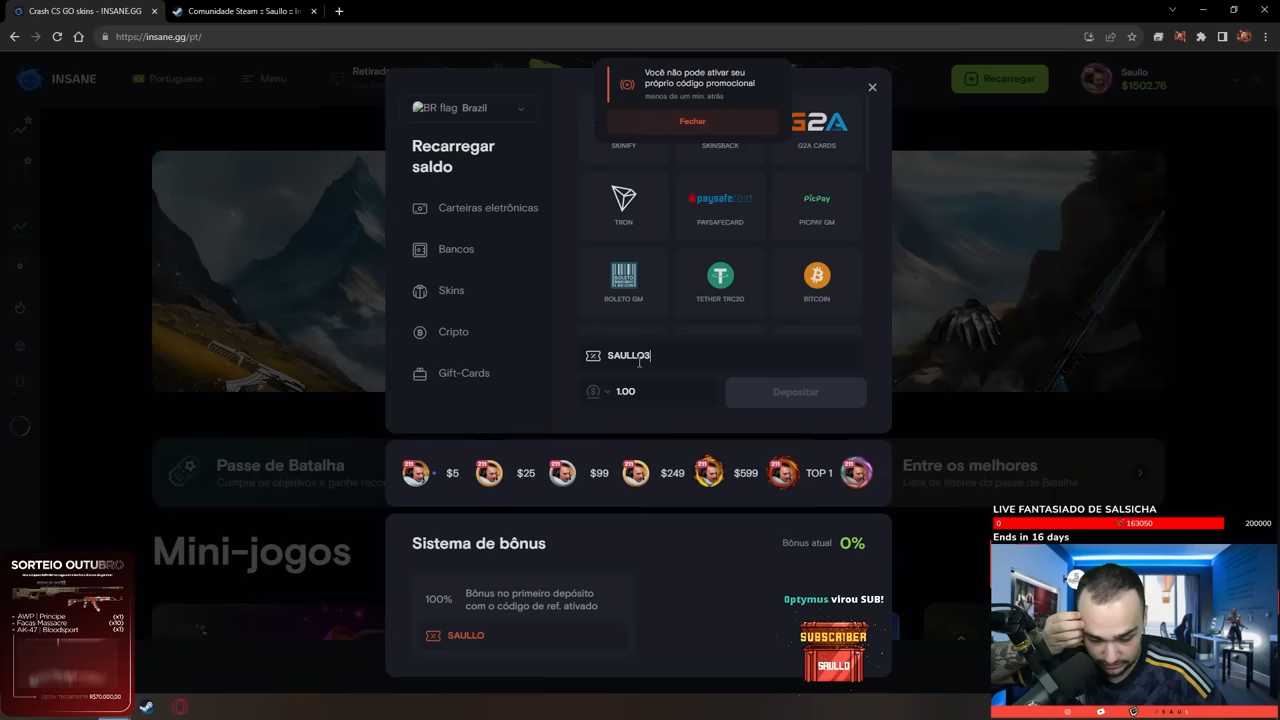 Crash CS GO skins - INSANE.GG
Comunidade Steam :: Saullo :: In
https://insane.gg/pt/
INSANE
Portuguese
Menu
Retirad
Recarregar
Saullo
$1502.76
Você não pode ativar seu
próprio código promocional
menos de um min. atrás
Fechar
BR flag Brazil
Recarregar
saldo
Carteiras eletrônicas
Bancos
Skins
Cripto
Gift-Cards
SKINIFY
SKINSBACK
G2A
G2A CARDS
TRON
paysafecard
PAYSAFECARD
PicPay
PICPAY GM
BOLETO
BOLETO GM
TETHER TRC20
BITCOIN
SAULLO3
1.00
Depositar
$5
$25
$99
$249
$599
TOP 1
Passe de Batalha
Cumpra os objetivos e ganhe reco
Entre os melhores
Lista de líderes do passe de Batalha
Mini-jogos
Sistema de bônus
Bônus atual 0%
100%
Bônus no primeiro depósito
com o código de ref. ativado
SAULLO
0ptymus virou SUB!
SUBSCRIBER
SAULLO
LIVE FANTASIADO DE SALSICHA
0
163050
200000
Ends in 16 days
SORTEIO OUTUBRO
AWP | Príncipe (x1)
Facas Massacre (x10)
AK-47 | Bloodsport (x1)
R$70.000,00